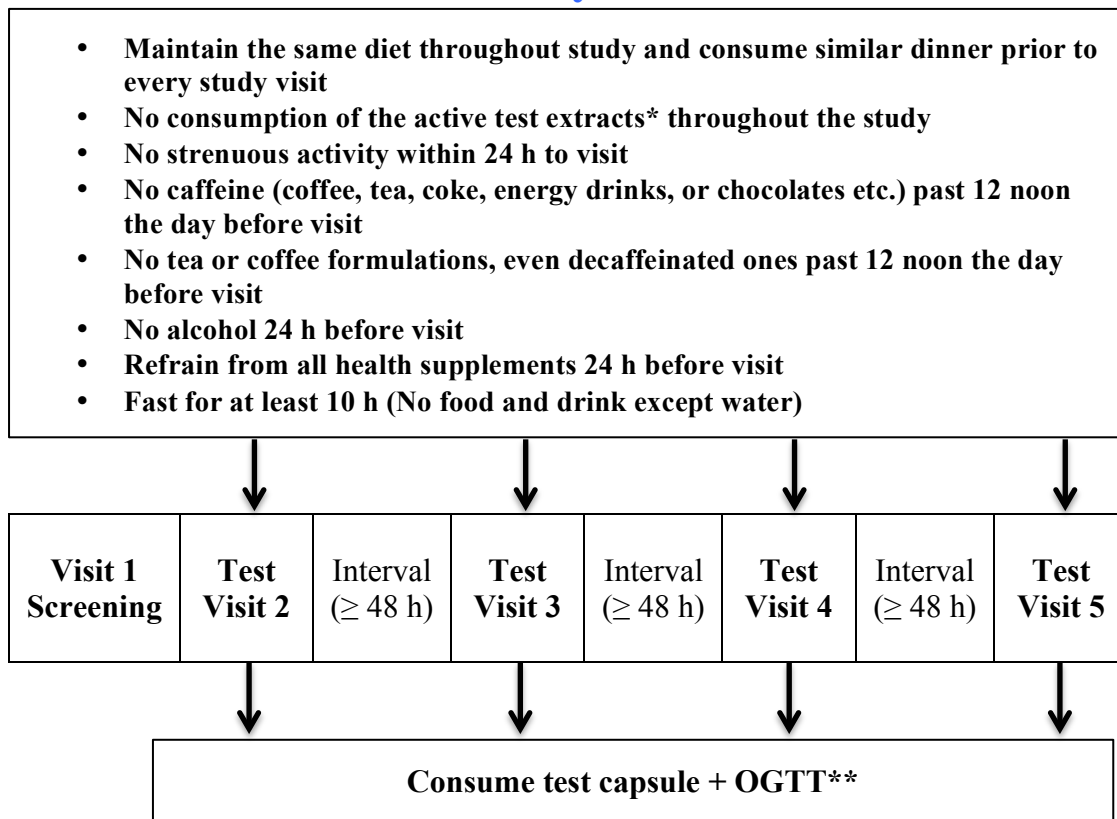 • Maintain the same diet throughout study and consume similar dinner prior to
every study visit
• No consumption of the active test extracts* throughout the study
• No strenuous activity within 24 h to visit
• No caffeine (coffee, tea, coke, energy drinks, or chocolates etc.) past 12 noon
the day before visit
• No tea or coffee formulations, even decaffeinated ones past 12 noon the day
before visit
• No alcohol 24 h before visit
• Refrain from all health supplements 24 h before visit
• Fast for at least 10 h (No food and drink except water)
Visit 1
Screening
Test
Visit 2
Interval
(≥ 48 h)
Test
Visit 3
Interval
(≥ 48 h)
Test
Visit 4
Interval
(≥ 48 h)
Test
Visit 5
Consume test capsule + OGTT**